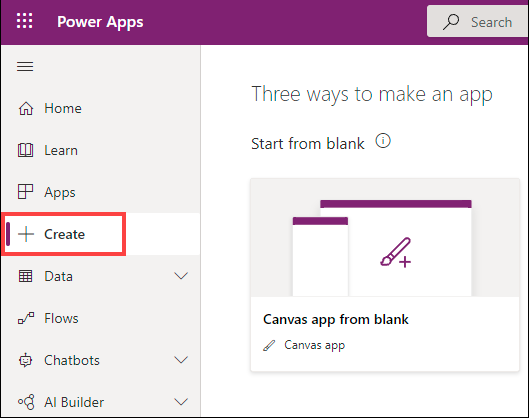 Power Apps
Search
Home
Learn
Apps
Create
Data
Flows
Chatbots
AI Builder
Three ways to make an app
Start from blank
Canvas app from blank
Canvas app